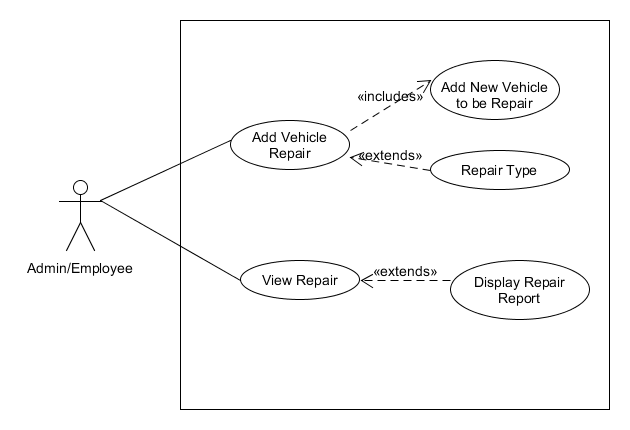 Add New Vehicle
to be Repair
«includes»
Add Vehicle
Repair
«extends»
Repair Type
Admin/Employee
View Repair
«extends»
Display Repair
Report